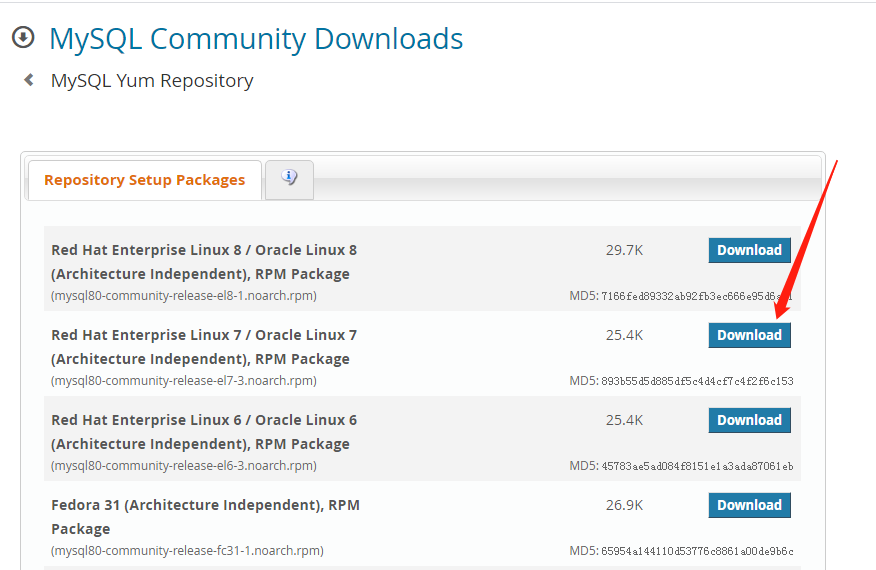 MySQL Community Downloads
MySQL Yum Repository
Repository Setup Packages
Red Hat Enterprise Linux 8 / Oracle Linux 8 29.7K Download
(Architecture Independent), RPM Package
(mysql80-community-release-el8-1.noarch.rpm) MD5:
Red Hat Enterprise Linux 7 / Oracle Linux 7 25.4K Download
(Architecture Independent), RPM Package
(mysql80-community-release-el7-3.noarch.rpm) MD5: 893b55d5d885df5c4d4cf7c4f2f6c153
Red Hat Enterprise Linux 6 / Oracle Linux 6 25.4K Download
(Architecture Independent), RPM Package
(mysql80-community-release-el6-3.noarch.rpm) MD5: 45783ae5ad084f8151e1a3ada87061eb
Fedora 31 (Architecture Independent), RPM 26.9K Download
Package
(mysql80-community-release-fc31-1.noarch.rpm) MD5: 65954a144110d53776c8861a00de9b6c